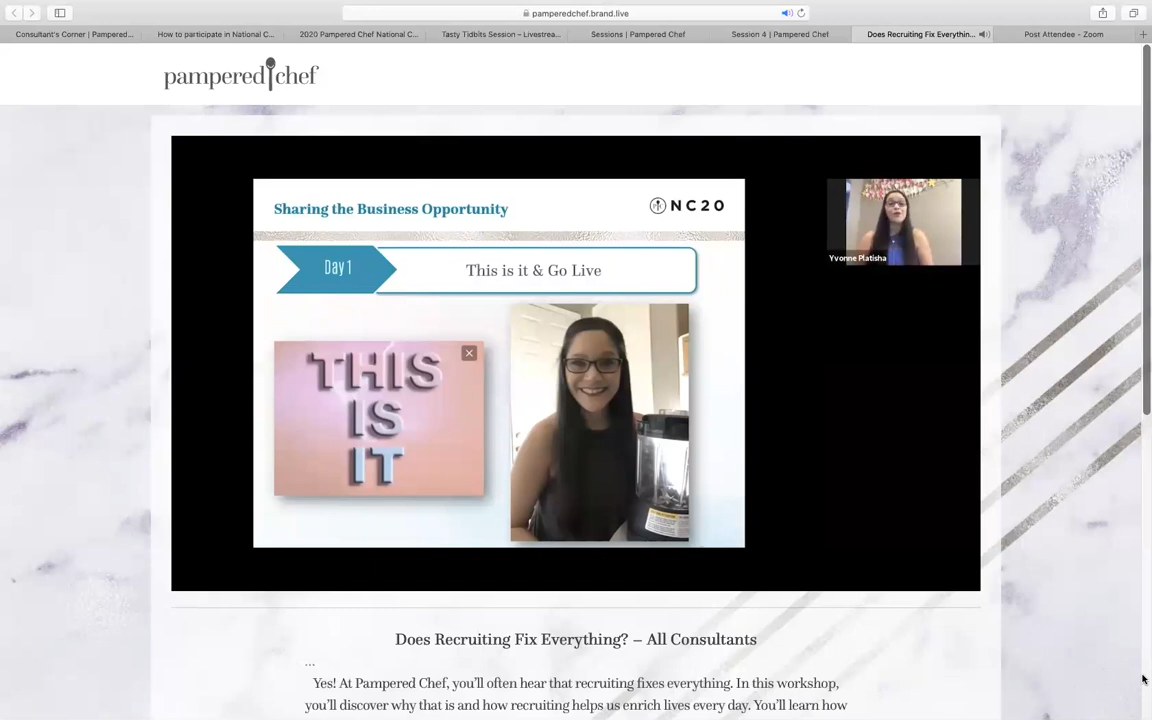 pamperedchef.brand.live
Consultant's Corner | Pampered...
How to participate in National C...
2020 Pampered Chef National C...
Tasty Tidbits Session – Livestrea...
Sessions | Pampered Chef
Session 4 | Pampered Chef
Does Recruiting Fix Everythin...
Post Attendee - Zoom
pampered chef
Sharing the Business Opportunity
NC20
Day 1
This is it & Go Live
THIS
IS
IT
Yvonne Platisha
Does Recruiting Fix Everything? – All Consultants
...
Yes! At Pampered Chef, you'll often hear that recruiting fixes everything. In this workshop,
you'll discover why that is and how recruiting helps us enrich lives every day. You'll learn how